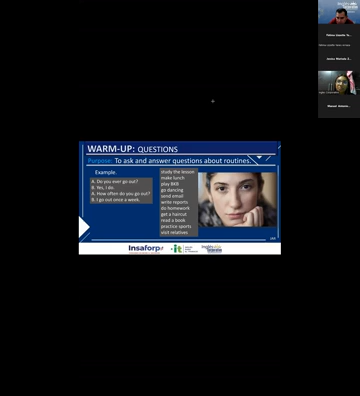 WARM-UP: QUESTIONS
Purpose: To ask and answer questions about routines.
Example.
A. Do you ever go out?
B. Yes, I do
A. How often do you go out?
B. I go out once a week.
study the lesson
make lunch
play BKB
go dancing
send email
write reports
do homework
get a haircut
read a book
practice sports
visit relatives
Insaforp
it